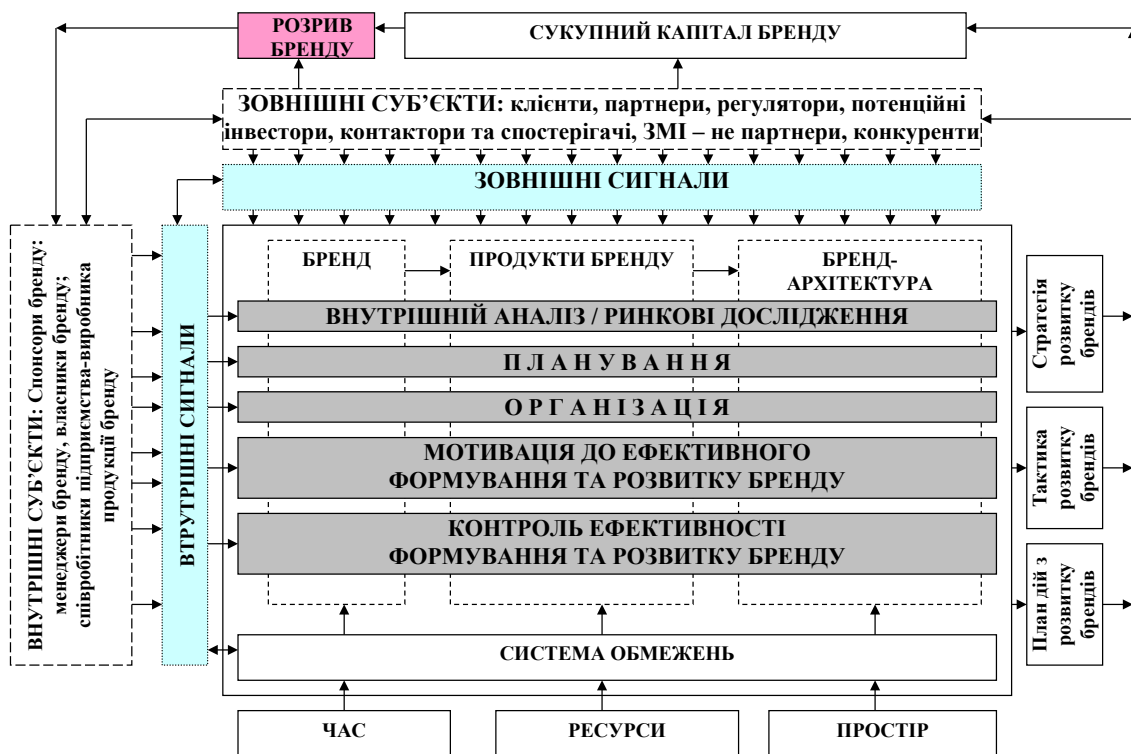 РОЗРИВ
БРЕНДУ
СУКУПНИЙ КАПІТАЛ БРЕНДУ
ЗОВНІШНІ СУБ’ЄКТИ: клієнти, партнери, регулятори, потенційні
інвестори, контактори та спостерігачі, ЗМІ – не партнери, конкуренти
ЗОВНІШНІ СИГНАЛИ
ВНУТРІШНІ СУБ’ЄКТИ: Спонсори бренду:
менеджери бренду, власники бренду;
співробітники підприємства-виробника
продукції бренду
ВТРУТРІШНІ СИГНАЛИ
БРЕНД
ПРОДУКТИ БРЕНДУ
БРЕНД-
АРХІТЕКТУРА
ВНУТРІШНІЙ АНАЛІЗ / РИНКОВІ ДОСЛІДЖЕННЯ
П Л А Н У В А Н Н Я
О Р Г А Н І З А Ц І Я
МОТИВАЦІЯ ДО ЕФЕКТИВНОГО
ФОРМУВАННЯ ТА РОЗВИТКУ БРЕНДУ
КОНТРОЛЬ ЕФЕКТИВНОСТІ
ФОРМУВАННЯ ТА РОЗВИТКУ БРЕНДУ
СИСТЕМА ОБМЕЖЕНЬ
Стратегія
розвитку
брендів
Тактика
розвитку
брендів
План дій з
розвитку
брендів
ЧАС
РЕСУРСИ
ПРОСТІР